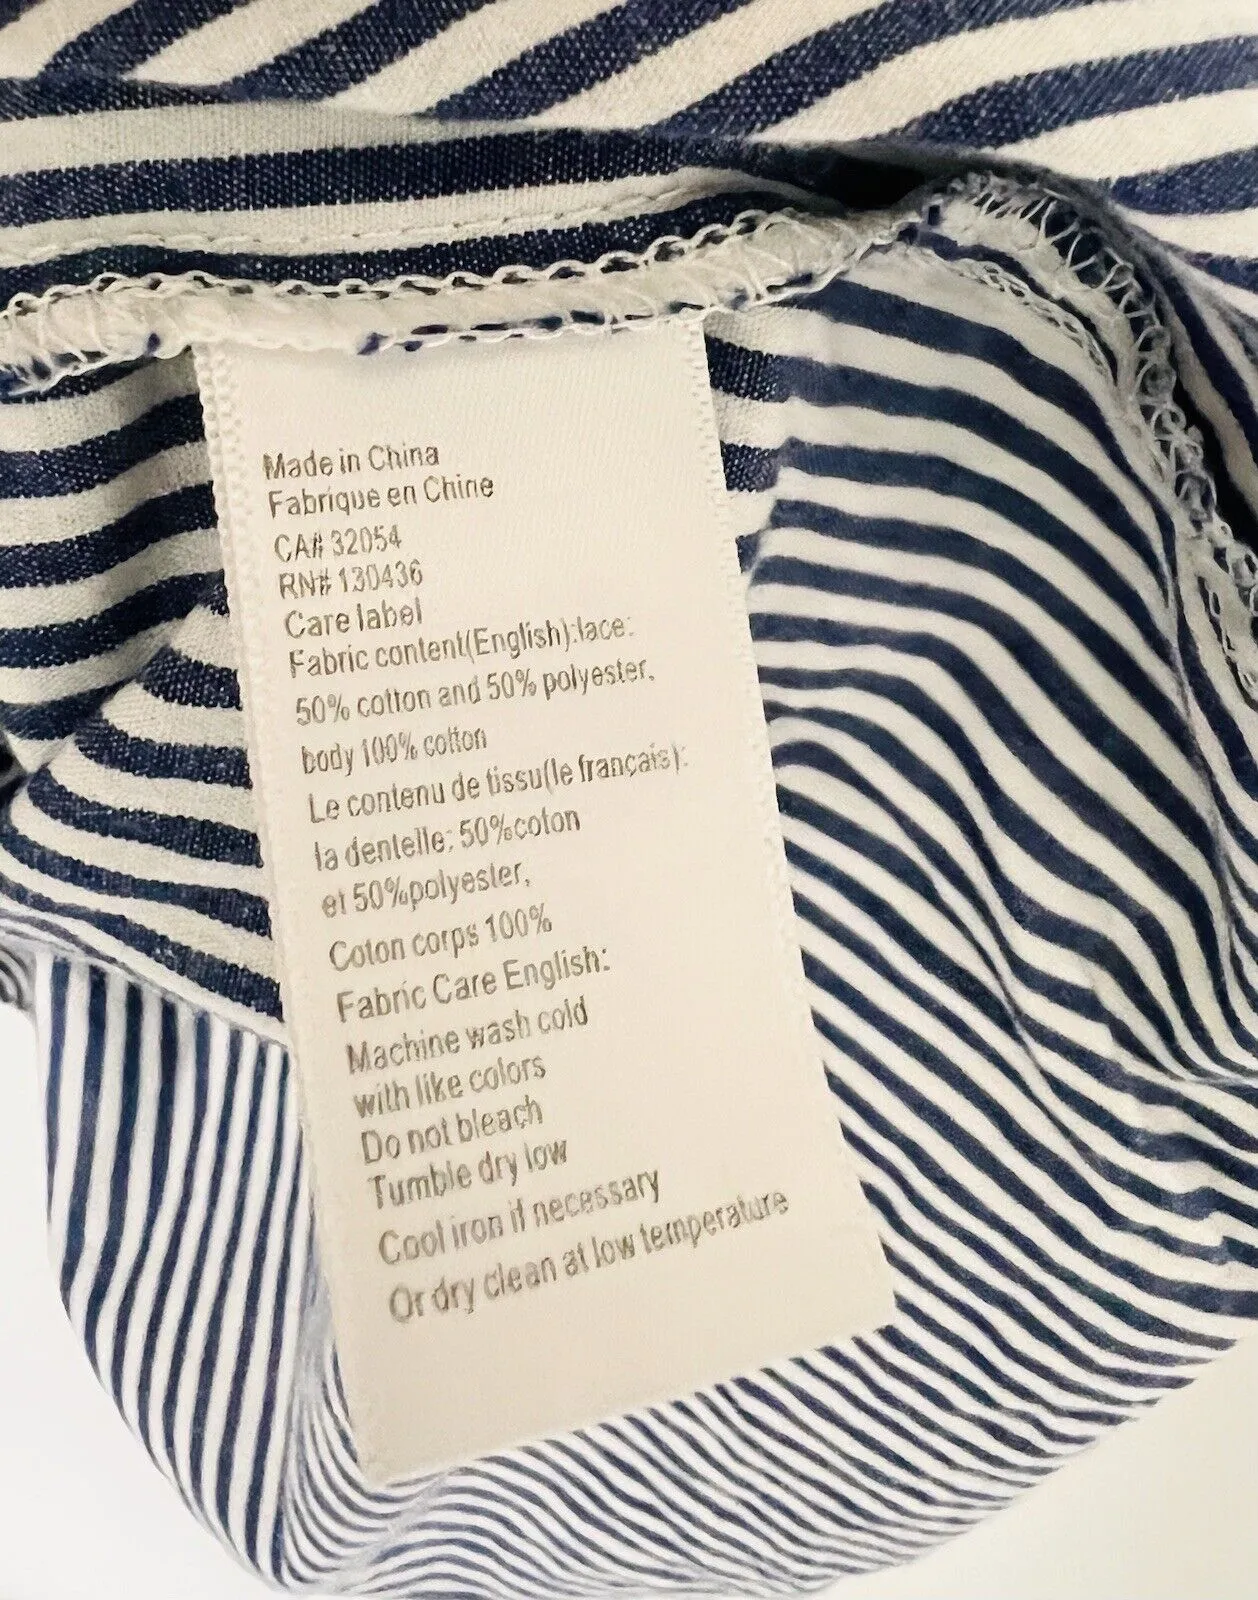 Made in China
Fabrique en Chine
CA# 32054
RN# 130436
Care label
Fabric content(English):lace:
50% cotton and 50% polyester,
body 100% cotton
Le contenu de tissu(le français):
la dentelle: 50%coton
et 50%polyester,
Coton corps 100%
Fabric Care English:
Machine wash cold
with like colors
Do not bleach
Tumble dry low
Cool iron if necessary
Or dry clean at low temperature